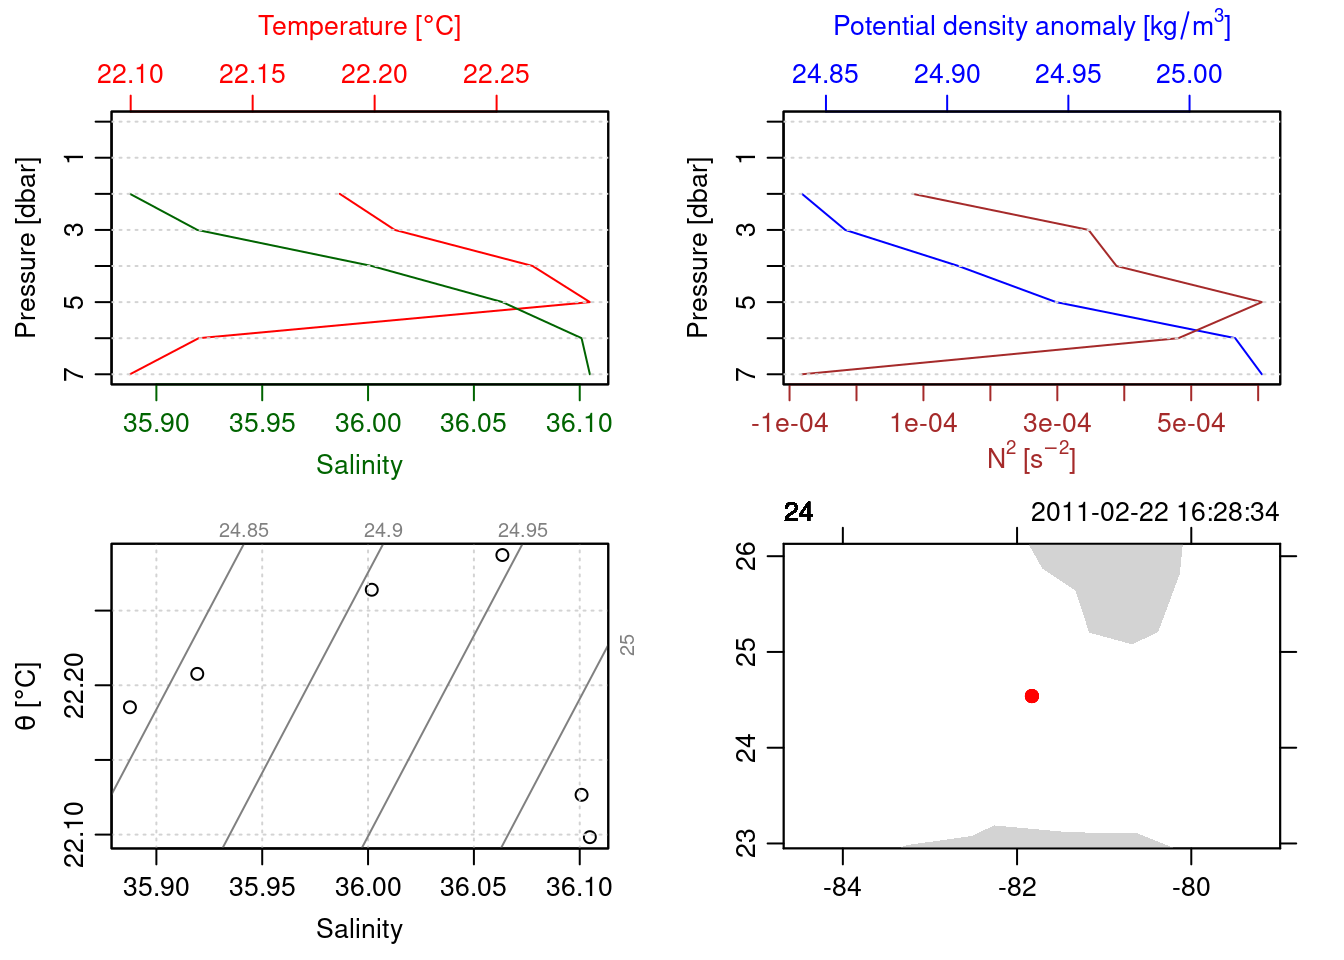 Temperature [°C]
22.10 22.15 22.20 22.25
Pressure [dbar]
1
3
5
7
35.90 35.95 36.00 36.05 36.10
Salinity
Potential density anomaly [kg/m³]
24.85 24.90 24.95 25.00
Pressure [dbar]
1
3
5
7
-1e-04 1e-04 3e-04 5e-04
N² [s⁻²]
24.85 24.9 24.95
25
θ [°C]
22.20
22.10
35.90 35.95 36.00 36.05 36.10
Salinity
24 2011-02-22 16:28:34
26
25
24
23
-84 -82 -80